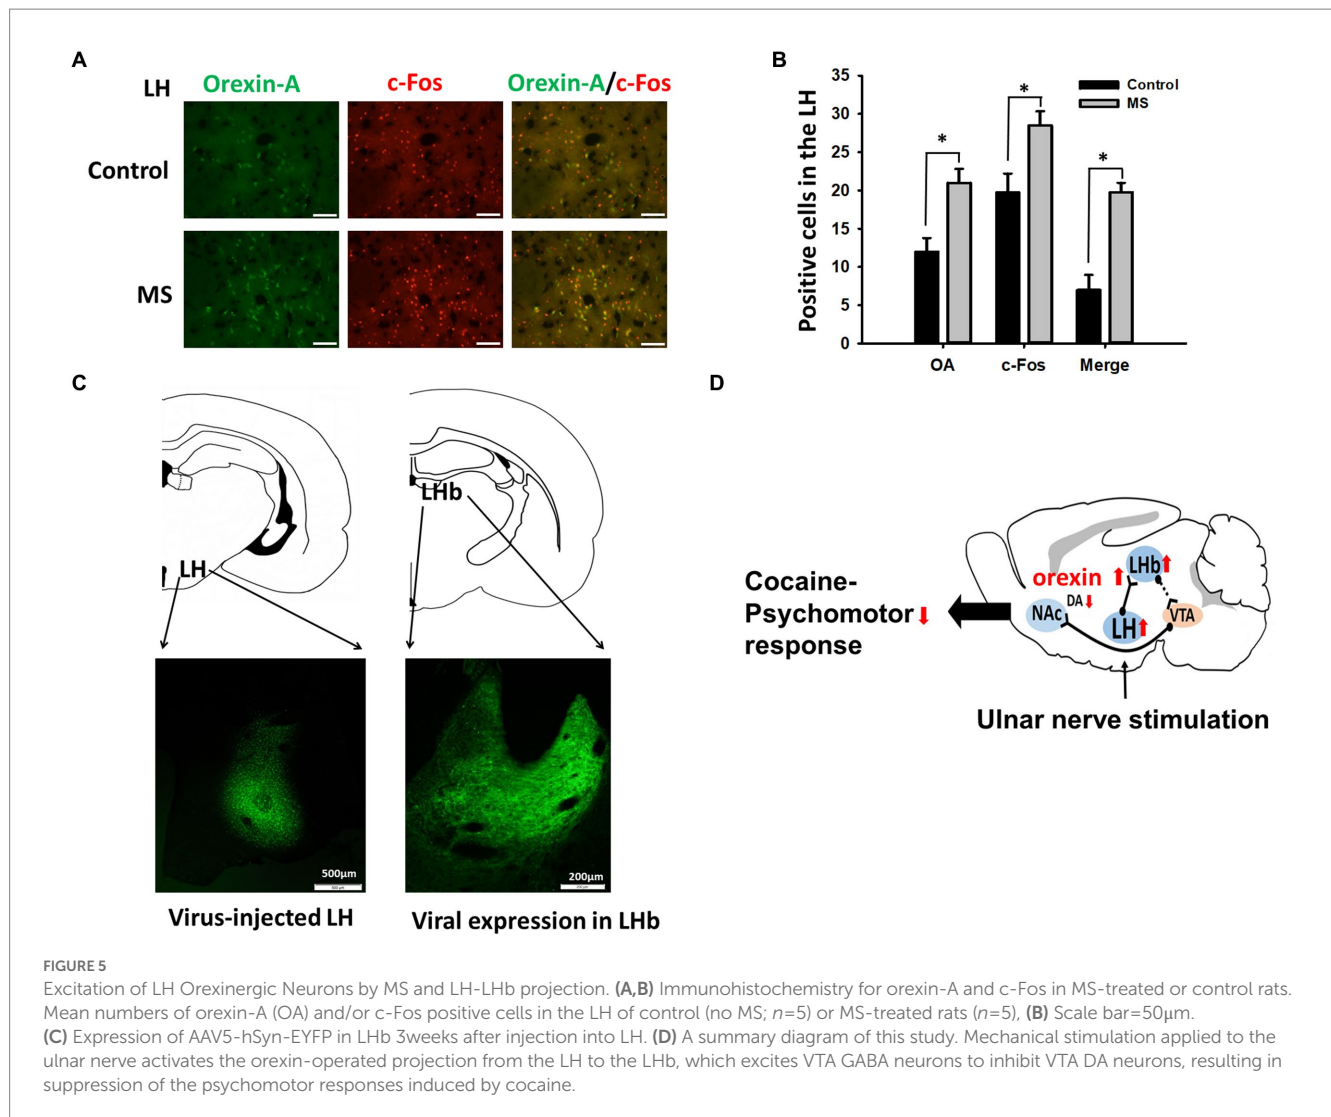 A
LH
Orexin-A
c-Fos
Orexin-A/c-Fos
Control
MS
B
Positive cells in the LH
35
30
25
20
15
10
5
0
Control
MS
*
*
*
OA
c-Fos
Merge
C
LH
LHb
500μm
500 μm
200μm
200 μm
Virus-injected LH
Viral expression in LHb
D
Cocaine-
Psychomotor
response
orexin
DA
NAc
LHb
LH
VTA
Ulnar nerve stimulation
FIGURE 5
Excitation of LH Orexinergic Neurons by MS and LH-LHb projection. (A,B) Immunohistochemistry for orexin-A and c-Fos in MS-treated or control rats.
Mean numbers of orexin-A (OA) and/or c-Fos positive cells in the LH of control (no MS; n=5) or MS-treated rats (n=5), (B) Scale bar=50μm.
(C) Expression of AAV5-hSyn-EYFP in LHb 3weeks after injection into LH. (D) A summary diagram of this study. Mechanical stimulation applied to the
ulnar nerve activates the orexin-operated projection from the LH to the LHb, which excites VTA GABA neurons to inhibit VTA DA neurons, resulting in
suppression of the psychomotor responses induced by cocaine.